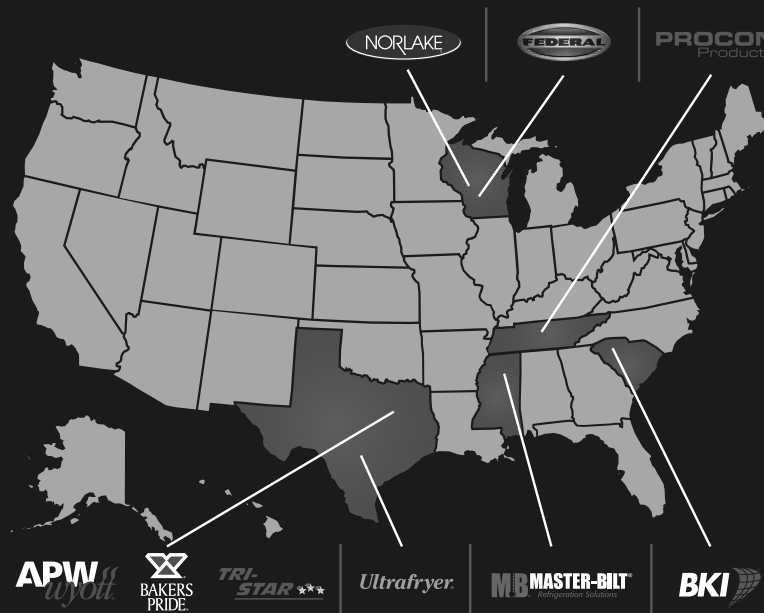 NORLAKE®
FEDERAL
PROCON
Product
APW
wyott®
BAKERS
PRIDE®
TRI-
STAR
Ultrafryer®
MB MASTER-BILT®
Refrigeration Solutions
BKI